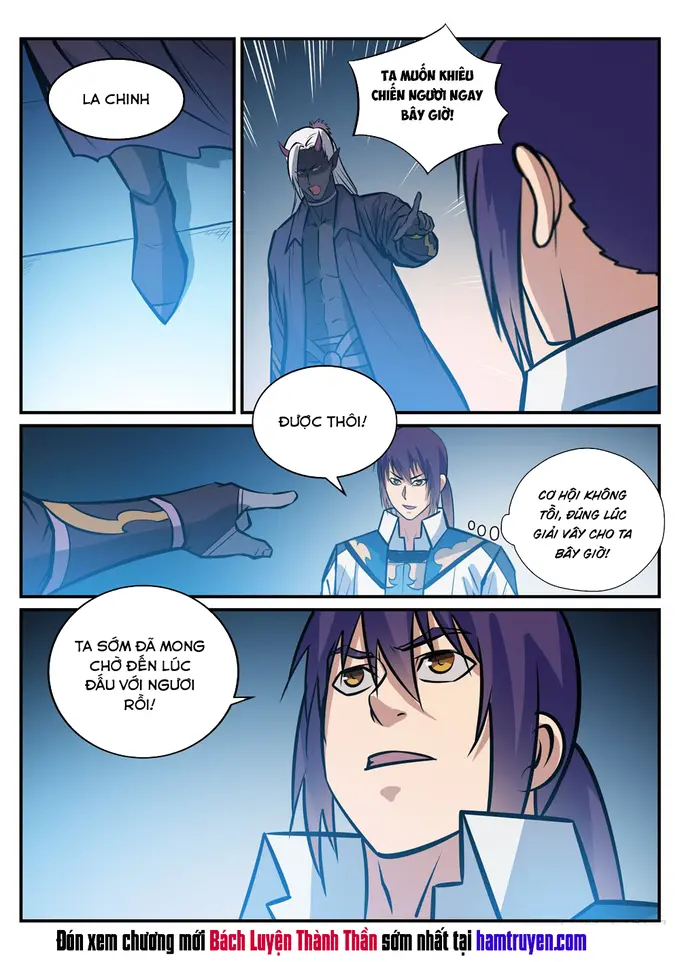 LA CHINH
TA MUỐN KHIÊU
CHIẾN NGƯƠI NGAY
BÂY GIỜ!
ĐƯỢC THÔI!
CƠ HỘI KHÔNG
TỒI, ĐÚNG LÚC
GIẢI VÂY CHO TA
BÂY GIỜ!
TA SỚM ĐÃ MONG
CHỜ ĐẾN LÚC
ĐẤU VỚI NGƯƠI
RỒI!
Đón xem chương mới Bách Luyện Thành Thần sớm nhất tại hamtruyen.com